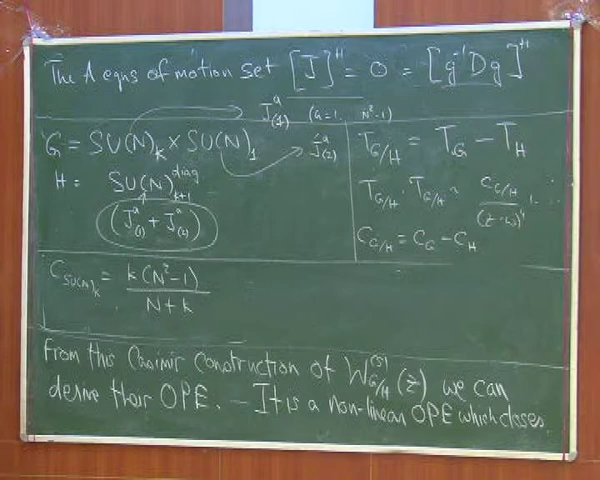 The A eqns of motion set [J]^H = 0 = [g^-1 Dg]^H
J^a_(1) (a=1.. N^2-1)
G = SU(N)_k × SU(N)_1 J^a_(2)
H = SU(N)^diag_k+1
(J^a_(1) + J^a_(2))
T_G/H = T_G - T_H
T_G/H . T_G/H ~ C_G/H / (z-w)^4 + ..
C_G/H = C_G - C_H
C_SU(N)_k = k(N^2-1) / N+k
From this Casimir construction of W^(s)_G/H (z) we can
derive their OPE. - It is a non-linear OPE which closes.